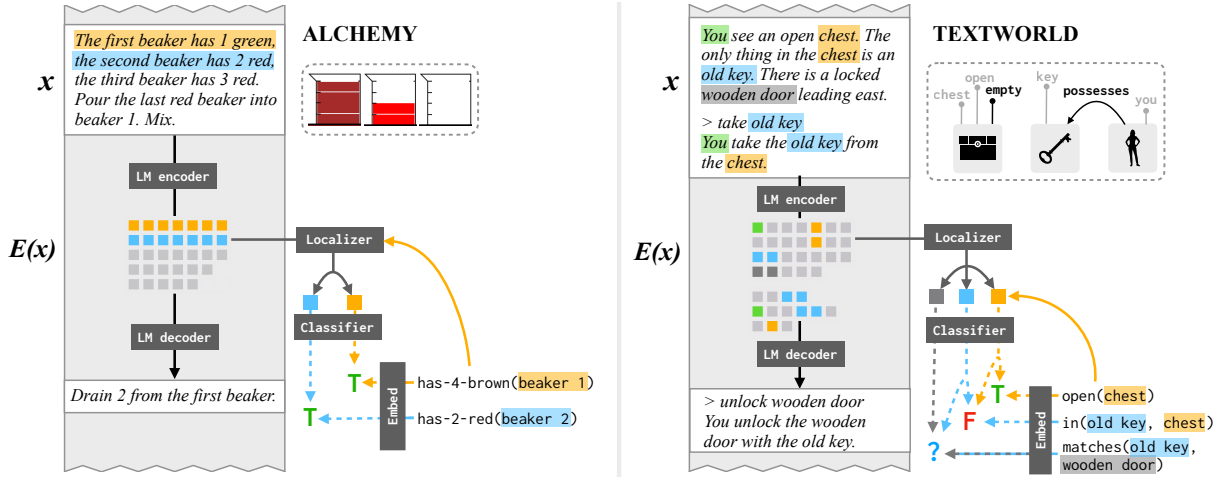 ALCHEMY
x
The first beaker has 1 green,
the second beaker has 2 red,
the third beaker has 3 red.
Pour the last red beaker into
beaker 1. Mix.
LM encoder
E(x)
Localizer
Classifier
LM decoder
Embed
T
has-4-brown(beaker 1)
T
has-2-red(beaker 2)
Drain 2 from the first beaker.
TEXTWORLD
x
You see an open chest. The
only thing in the chest is an
old key. There is a locked
wooden door leading east.
> take old key
You take the old key from
the chest.
open
chest
empty
key
possesses
you
LM encoder
E(x)
Localizer
Classifier
LM decoder
Embed
T
open(chest)
F
in(old key, chest)
?
matches(old key,
wooden door)
> unlock wooden door
You unlock the wooden
door with the old key.